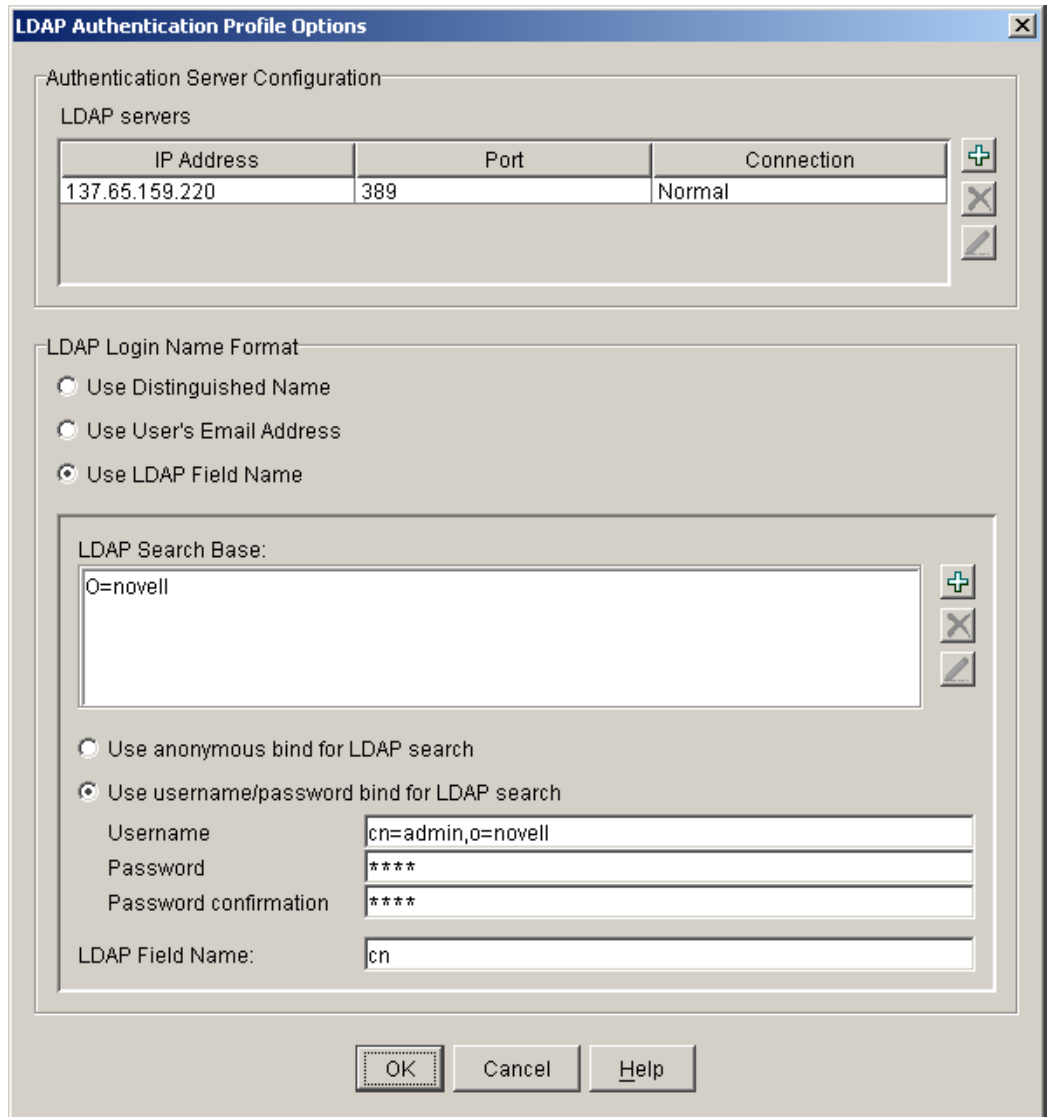 LDAP Authentication Profile Options
Authentication Server Configuration
LDAP servers
IP Address Port Connection
137.65.159.220 389 Normal
LDAP Login Name Format
Use Distinguished Name
Use User's Email Address
Use LDAP Field Name
LDAP Search Base:
O=novell
Use anonymous bind for LDAP search
Use username/password bind for LDAP search
Username cn=admin,o=novell
Password ****
Password confirmation ****
LDAP Field Name: cn
OK Cancel Help